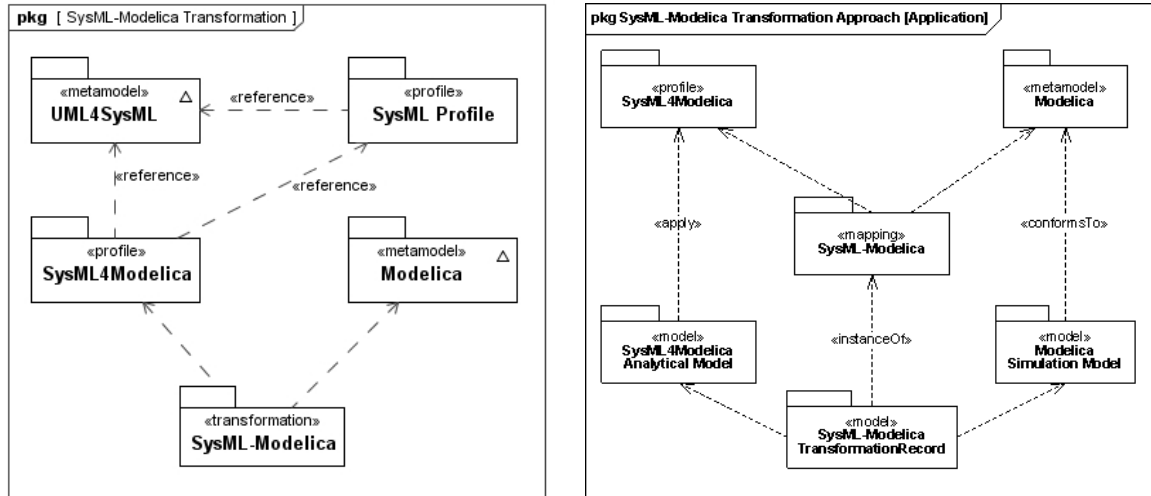 pkg [ SysML-Modelica Transformation ]
«metamodel»
UML4SysML
«reference»
«profile»
SysML Profile
«reference»
«reference»
«profile»
SysML4Modelica
«metamodel»
Modelica
«transformation»
SysML-Modelica
pkg SysML-Modelica Transformation Approach [Application]
«profile»
SysML4Modelica
«metamodel»
Modelica
«apply»
«mapping»
SysML-Modelica
«conformsTo»
«model»
SysML4Modelica
Analytical Model
«instanceOf»
«model»
Modelica
Simulation Model
«model»
SysML-Modelica
TransformationRecord